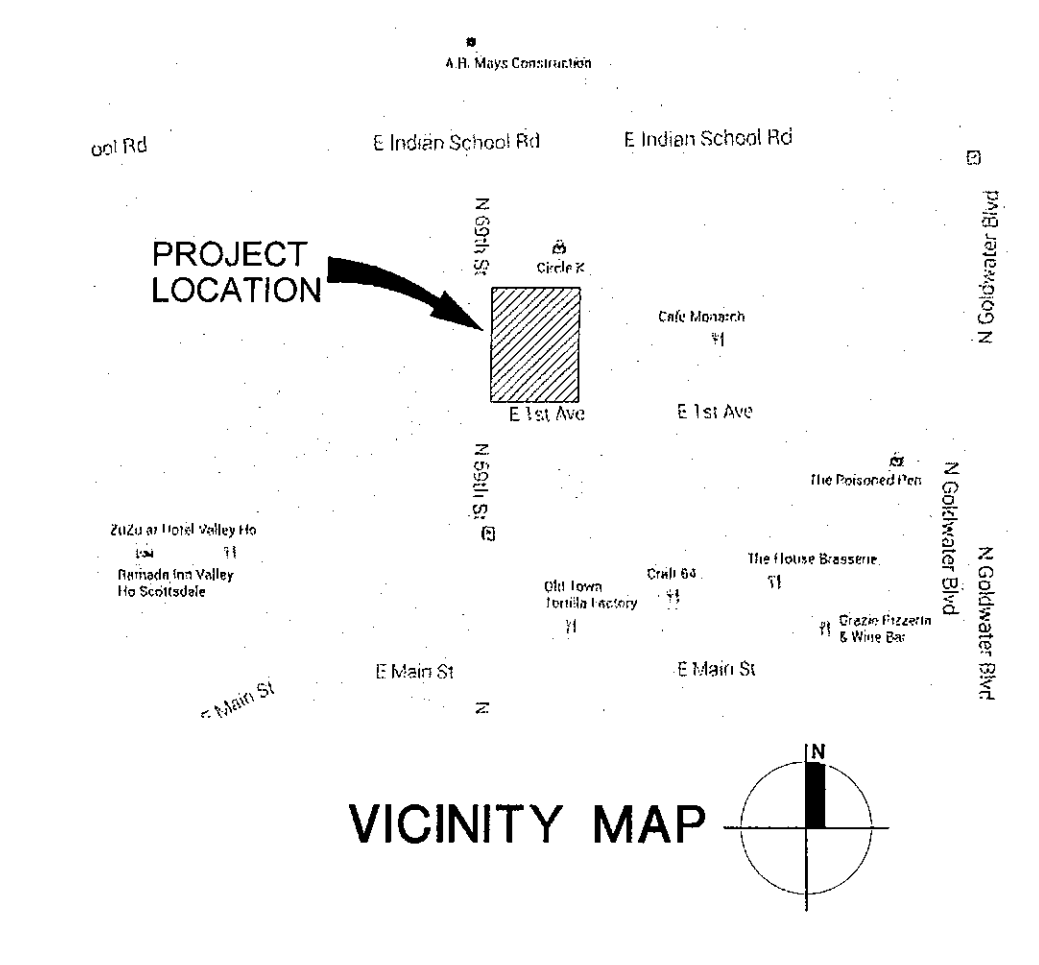 A.R. Mays Construction
ool Rd
E Indian School Rd
E Indian School Rd
N Goldwater Blvd
N 69th St
PROJECT
LOCATION
Circle K
Cafe Monarch
E 1st Ave
E 1st Ave
N 69th St
The Poisoned Pen
N Goldwater Blvd
N Goldwater Blvd
ZuZu at Hotel Valley Ho
Ramada Inn Valley
Ho Scottsdale
The House Brasserie
Craft 64
Old Town
Tortilla Factory
Grazie Pizzeria
& Wine Bar
E Main St
E Main St
E Main St
N
N
VICINITY MAP